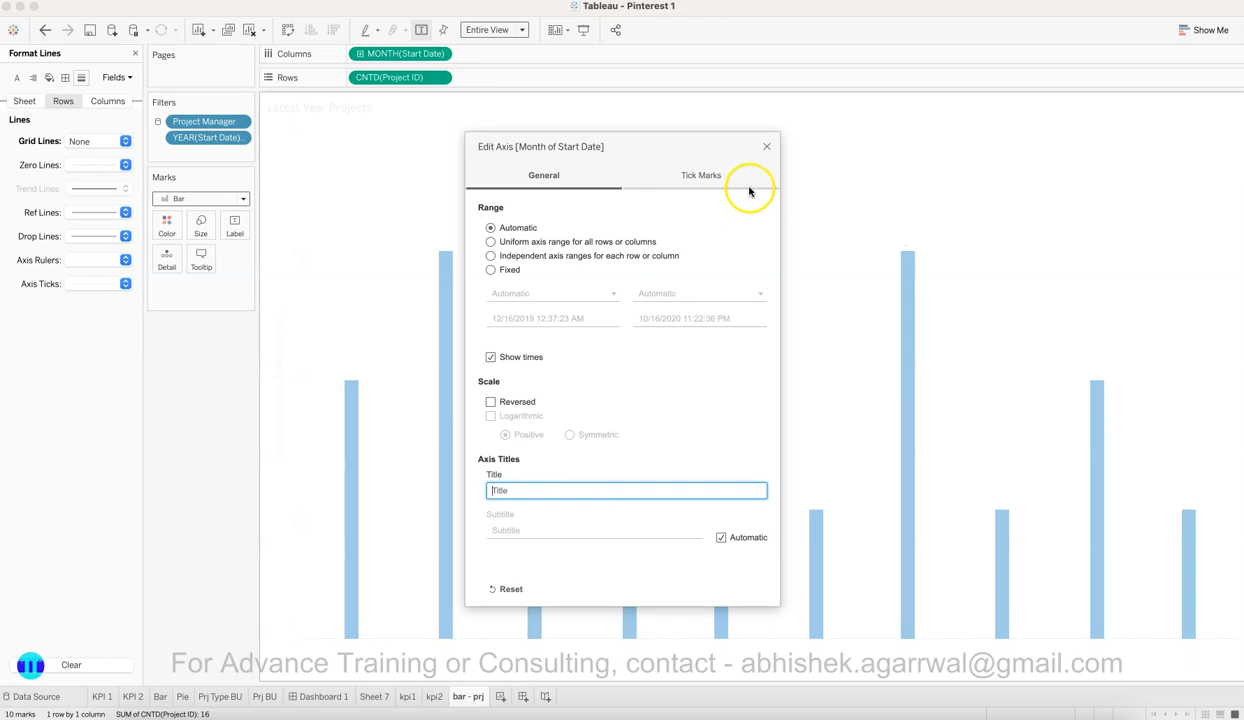 Tableau - Pinterest 1
Entire View
Show Me
Format Lines
Fields
Sheet Rows Columns
Lines
Grid Lines: None
Zero Lines:
Trend Lines:
Ref Lines:
Drop Lines:
Axis Rulers:
Axis Ticks:
Clear
Pages
Filters
Project Manager
YEAR(Start Date)..
Marks
Bar
Color Size Label
Detail Tooltip
Columns MONTH(Start Date)
Rows CNTD(Project ID)
Latest Year Projects
Edit Axis [Month of Start Date]
General Tick Marks
Range
Automatic
Uniform axis range for all rows or columns
Independent axis ranges for each row or column
Fixed
Automatic Automatic
12/16/2019 12:37:23 AM 10/16/2020 11:22:36 PM
Show times
Scale
Reversed
Logarithmic
Positive Symmetric
Axis Titles
Title
Title
Subtitle
Subtitle Automatic
Reset
For Advance Training or Consulting, contact - abhishek.agarrwal@gmail.com
Data Source KPI 1 KPI 2 Bar Pie Prj Type BU Prj BU Dashboard 1 Sheet 7 kpi1 kpi2 bar - prj
10 marks 1 row by 1 column SUM of CNTD(Project ID): 16